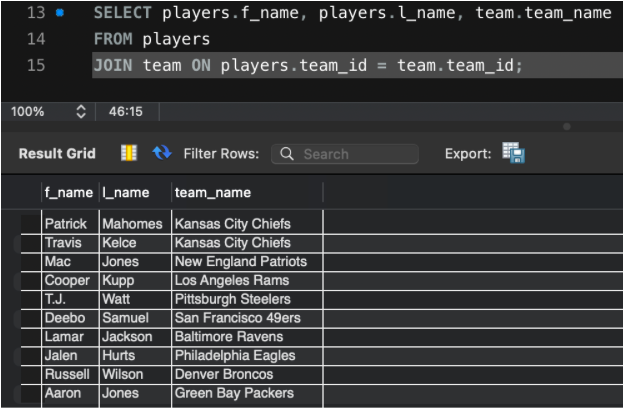 13 SELECT players.f_name, players.l_name, team.team_name
14 FROM players
15 JOIN team ON players.team_id = team.team_id;
100% 46:15
Result Grid Filter Rows: Search Export:
f_name l_name team_name
Patrick Mahomes Kansas City Chiefs
Travis Kelce Kansas City Chiefs
Mac Jones New England Patriots
Cooper Kupp Los Angeles Rams
T.J. Watt Pittsburgh Steelers
Deebo Samuel San Francisco 49ers
Lamar Jackson Baltimore Ravens
Jalen Hurts Philadelphia Eagles
Russell Wilson Denver Broncos
Aaron Jones Green Bay Packers